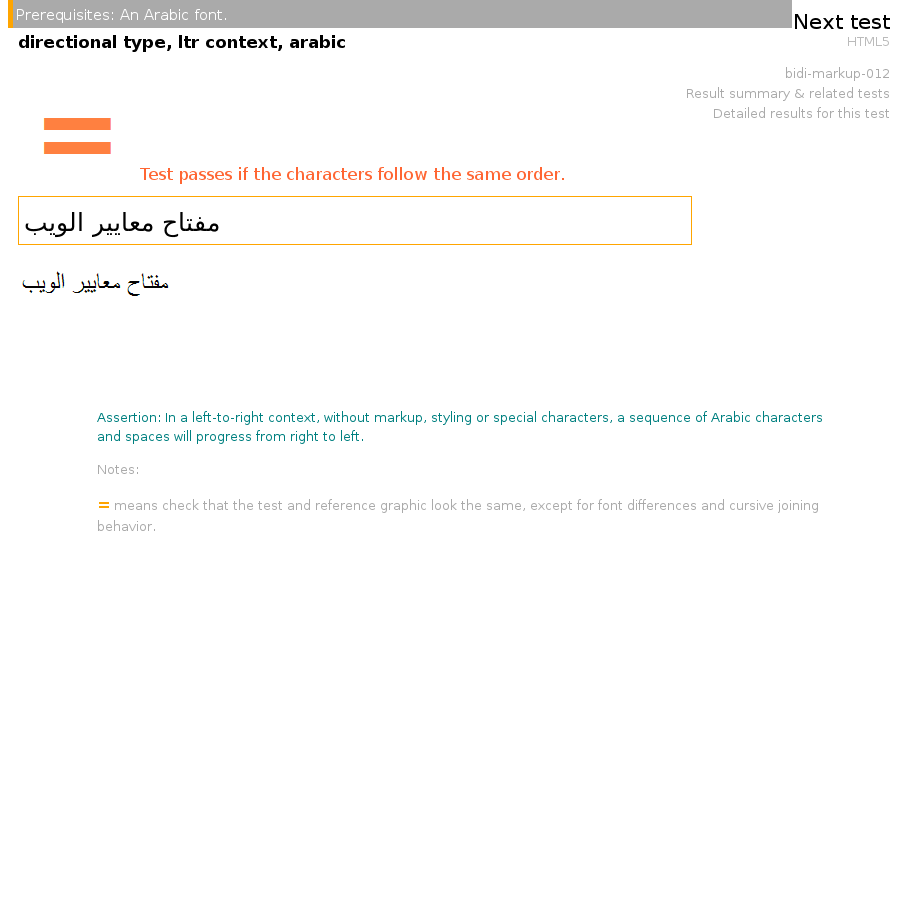 Prerequisites: An Arabic font.
Next test
directional type, ltr context, arabic
HTML5
bidi-markup-012
Result summary & related tests
Detailed results for this test
=
Test passes if the characters follow the same order.
مفتاح معايير الويب
مفتاح معايير الويب
Assertion: In a left-to-right context, without markup, styling or special characters, a sequence of Arabic characters
and spaces will progress from right to left.
Notes:
= means check that the test and reference graphic look the same, except for font differences and cursive joining
behavior.